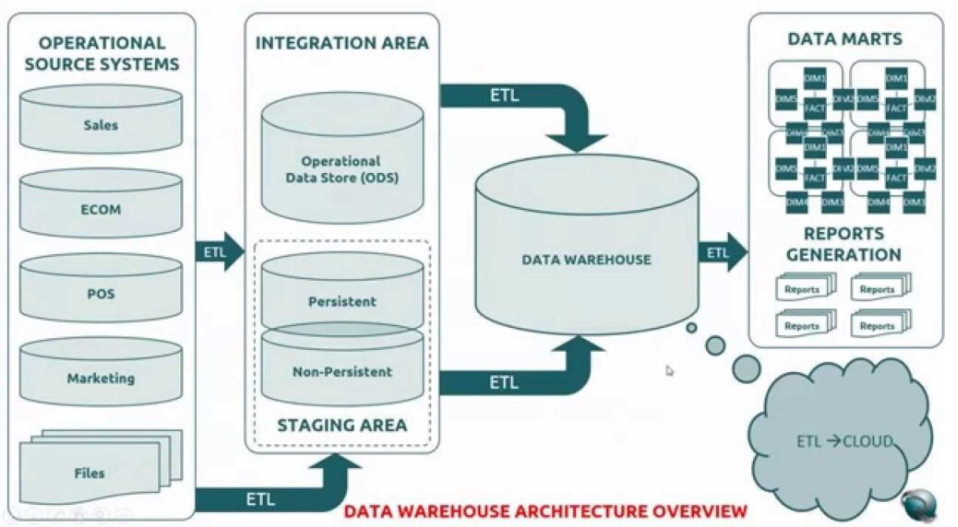 OPERATIONAL
SOURCE SYSTEMS
Sales
ECOM
POS
Marketing
Files
ETL
ETL
INTEGRATION AREA
Operational
Data Store (ODS)
Persistent
Non-Persistent
STAGING AREA
ETL
ETL
DATA WAREHOUSE
ETL
DATA MARTS
DIM1
DIM1
DIM5
DIM2
DIM5
DIM2
FACT
FACT
DIM4
DIM3
DIM4
DIM3
DIM1
DIM1
DIM5
DIM2
DIM5
DIM2
FACT
FACT
DIM4
DIM3
DIM4
DIM3
REPORTS
GENERATION
Reports
Reports
Reports
Reports
ETL →CLOUD
DATA WAREHOUSE ARCHITECTURE OVERVIEW